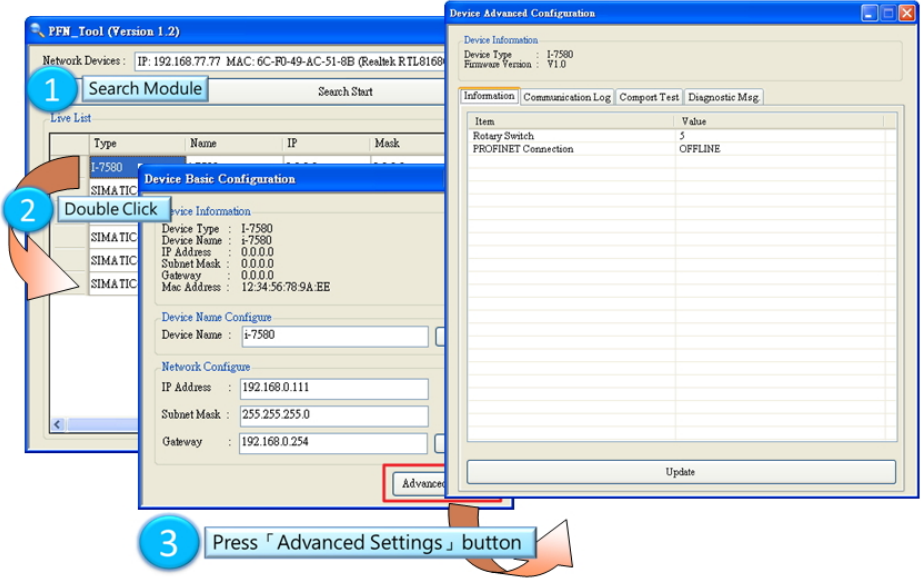 PFN_Tool (Version 1.2)
Network Devices : IP: 192.168.77.77 MAC: 6C-F0-49-AC-51-8B (Realtek RTL8168
1 Search Module
Search Start
Live List
Type Name IP Mask
I-7580
SIMATIC
2 Double Click
SIMATIC
SIMATIC
SIMATIC
Device Basic Configuration
Device Information
Device Type : I-7580
Device Name : i-7580
IP Address : 0.0.0.0
Subnet Mask : 0.0.0.0
Gateway : 0.0.0.0
Mac Address : 12:34:56:78:9A:EE
Device Name Configure
Device Name : i-7580
Network Configure
IP Address : 192.168.0.111
Subnet Mask : 255.255.255.0
Gateway : 192.168.0.254
Advanced
3 Press「Advanced Settings」button
Device Advanced Configuration
Device Information
Device Type : I-7580
Firmware Version : V1.0
Information Communication Log Comport Test Diagnostic Msg.
Item Value
Rotary Switch 5
PROFINET Connection OFFLINE
Update